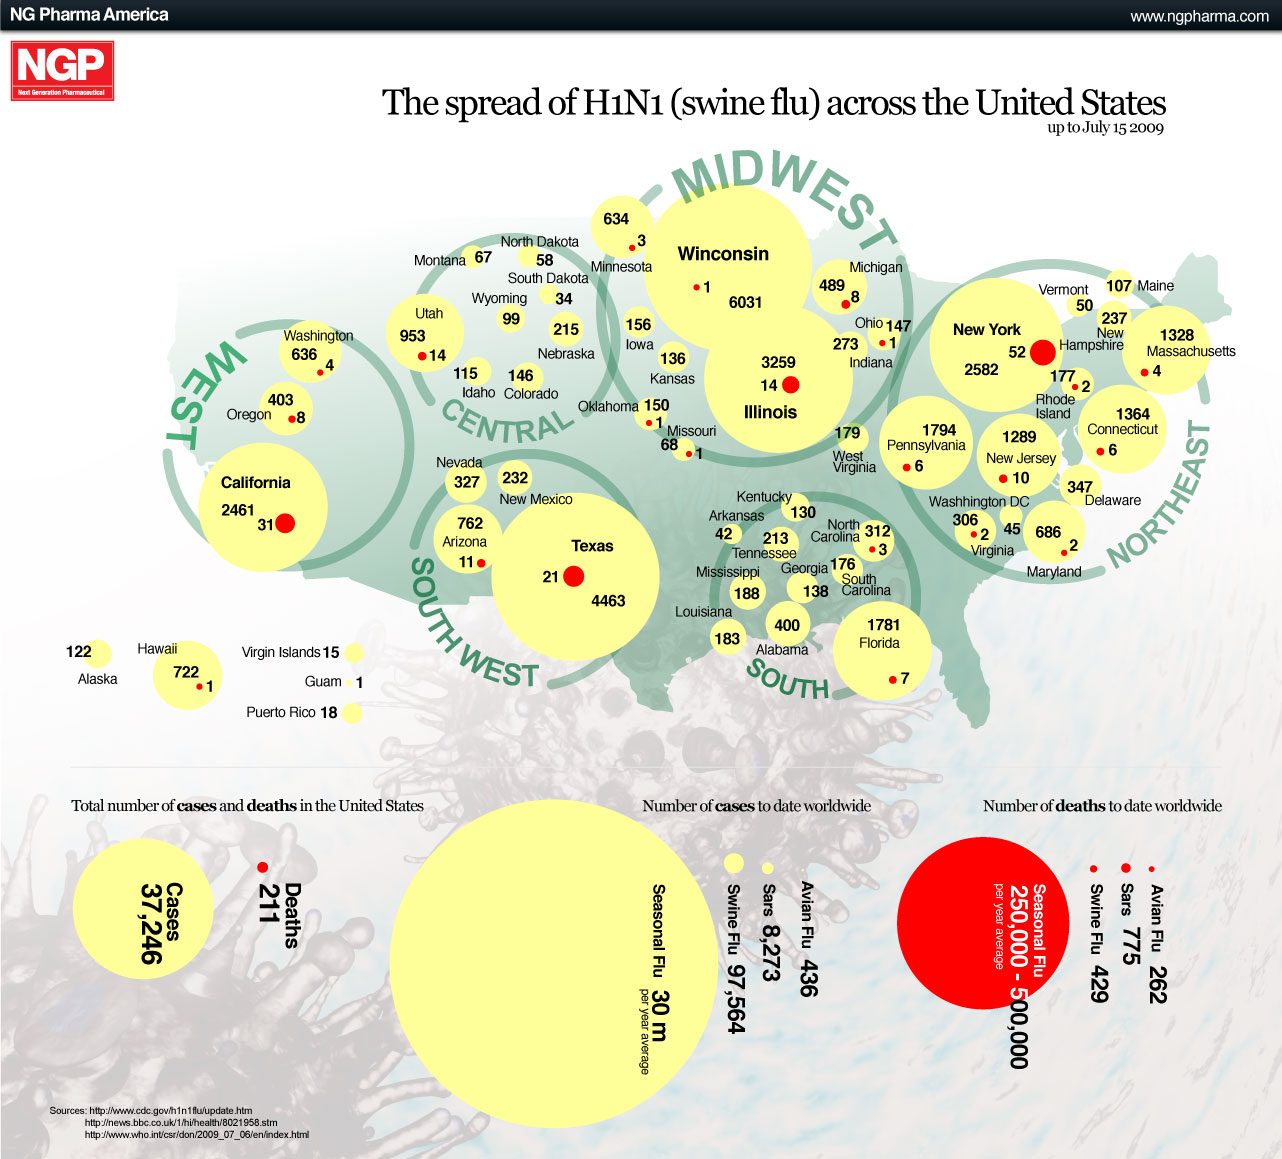 NG Pharma America
www.ngpharma.com
NGP
Next Generation Pharmaceutical
The spread of H1N1 (swine flu) across the United States
up to July 15 2009
MIDWEST
634
3
Minnesota
Winconsin
1
6031
Michigan
489
8
Ohio 147
1
273
Indiana
156
Iowa
136
Kansas
3259
14
Illinois
Oklahoma 150
1
Missouri
68
1
179
West
Virginia
CENTRAL
North Dakota
58
Montana 67
South Dakota
34
Wyoming
99
215
Nebraska
Utah
953
14
115
Idaho
146
Colorado
WEST
Washington
636
4
403
Oregon
8
California
2461
31
SOUTH WEST
Nevada
327
232
New Mexico
762
Arizona
11
Texas
21
4463
SOUTH
Kentucky
130
Arkansas
42
213
Tennessee
North
Carolina
312
3
Mississippi
188
Georgia
138
176
South
Carolina
Louisiana
183
400
Alabama
1781
Florida
7
NORTHEAST
New York
52
2582
Vermont
50
107 Maine
237
New
Hampshire
1328
Massachusetts
4
177
2
Rhode
Island
1364
Connecticut
6
1794
Pennsylvania
6
1289
New Jersey
10
347
Delaware
Washhington DC
45
306
2
Virginia
686
2
Maryland
122
Alaska
Hawaii
722
1
Virgin Islands 15
Guam 1
Puerto Rico 18
Total number of cases and deaths in the United States
Cases
37,246
Deaths
211
Number of cases to date worldwide
Seasonal Flu 30 m
per year average
Swine Flu 97,564
Sars 8,273
Avian Flu 436
Number of deaths to date worldwide
Seasonal Flu
250,000 - 500,000
per year average
Swine Flu 429
Sars 775
Avian Flu 262
Sources: http://www.cdc.gov/h1n1flu/update.htm
http://news.bbc.co.uk/1/hi/health/8021958.stm
http://www.who.int/csr/don/2009_07_06/en/index.html